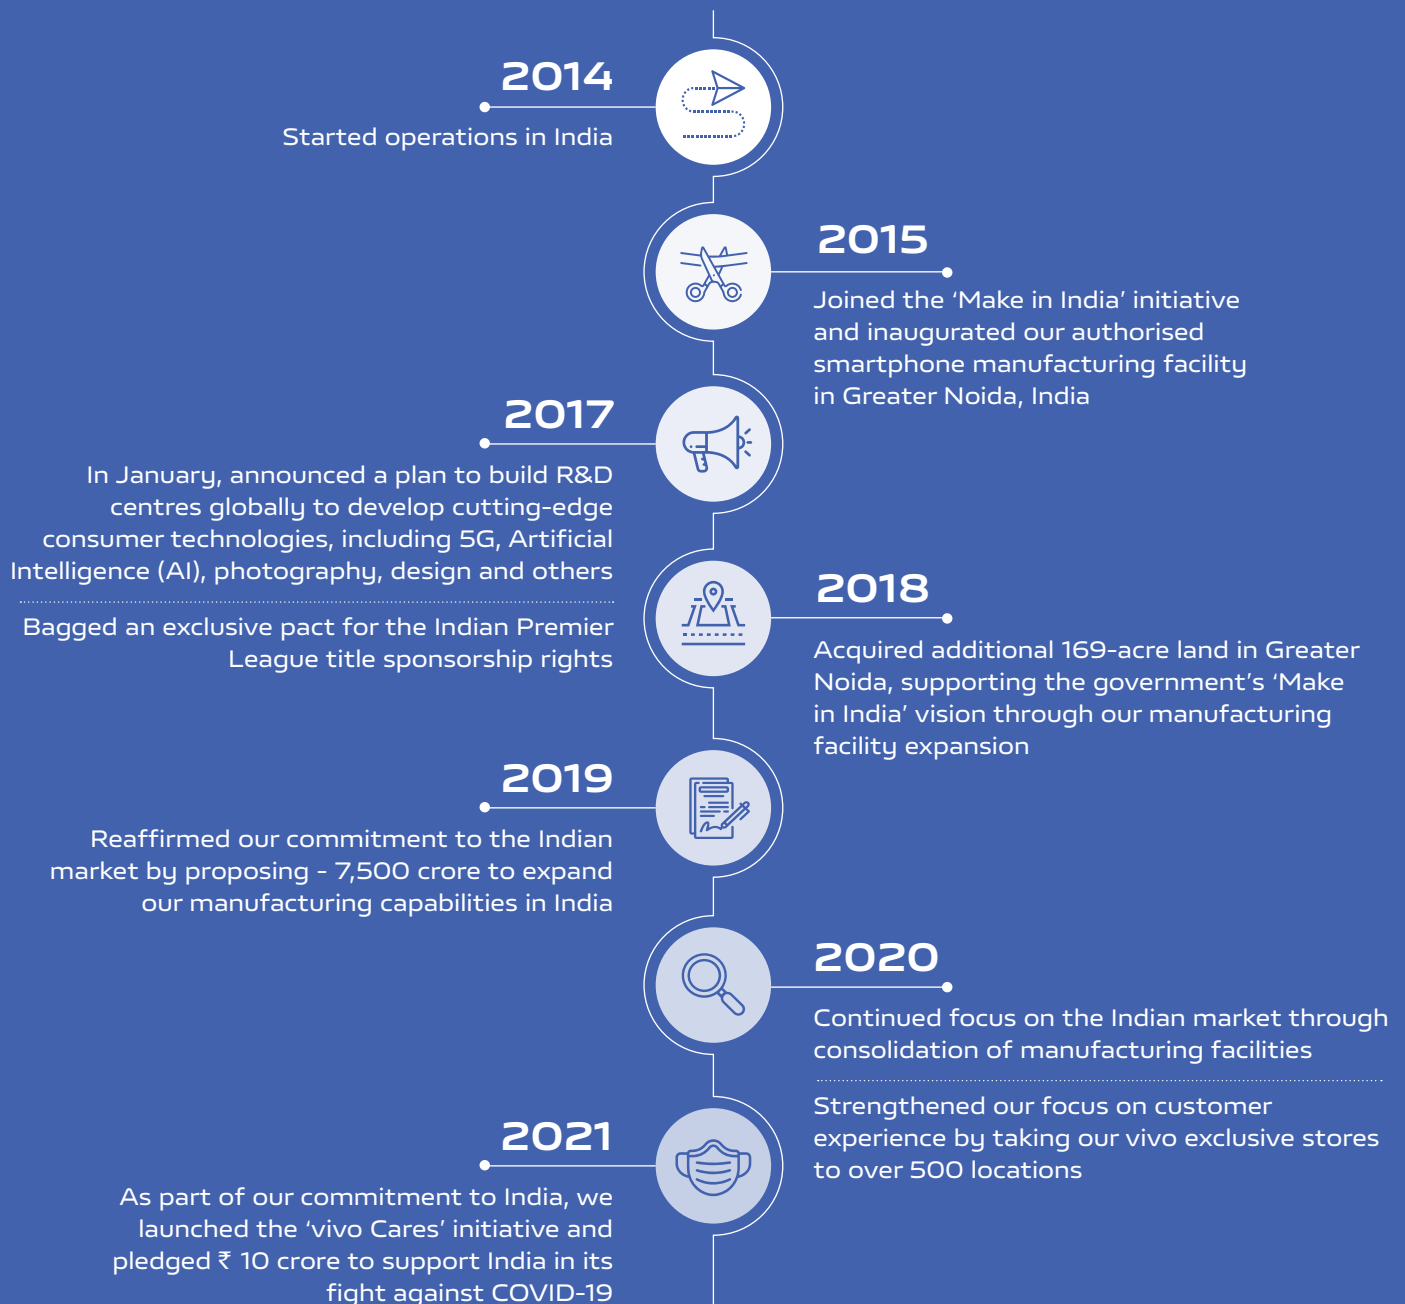 2014
Started operations in India
2015
Joined the ‘Make in India’ initiative
and inaugurated our authorised
smartphone manufacturing facility
in Greater Noida, India
2017
In January, announced a plan to build R&D
centres globally to develop cutting-edge
consumer technologies, including 5G, Artificial
Intelligence (AI), photography, design and others
Bagged an exclusive pact for the Indian Premier
League title sponsorship rights
2018
Acquired additional 169-acre land in Greater
Noida, supporting the government’s ‘Make
in India’ vision through our manufacturing
facility expansion
2019
Reaffirmed our commitment to the Indian
market by proposing - 7,500 crore to expand
our manufacturing capabilities in India
2020
Continued focus on the Indian market through
consolidation of manufacturing facilities
Strengthened our focus on customer
experience by taking our vivo exclusive stores
to over 500 locations
2021
As part of our commitment to India, we
launched the ‘vivo Cares’ initiative and
pledged ₹ 10 crore to support India in its
fight against COVID-19